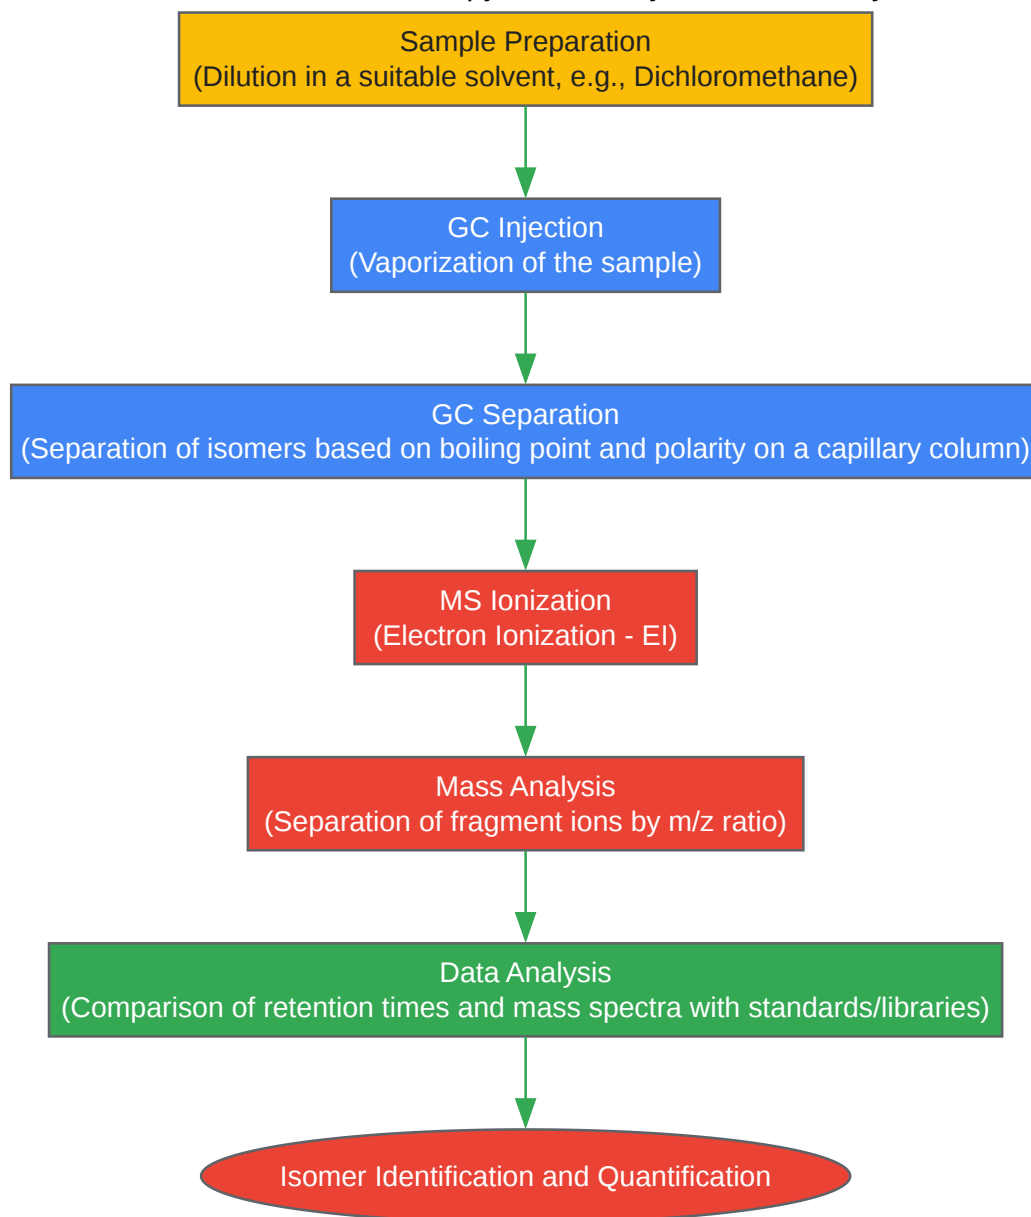 Sample Preparation
(Dilution in a suitable solvent, e.g., Dichloromethane)
GC Injection
(Vaporization of the sample)
GC Separation
(Separation of isomers based on boiling point and polarity on a capillary column)
MS Ionization
(Electron Ionization - EI)
Mass Analysis
(Separation of fragment ions by m/z ratio)
Data Analysis
(Comparison of retention times and mass spectra with standards/libraries)
Isomer Identification and Quantification